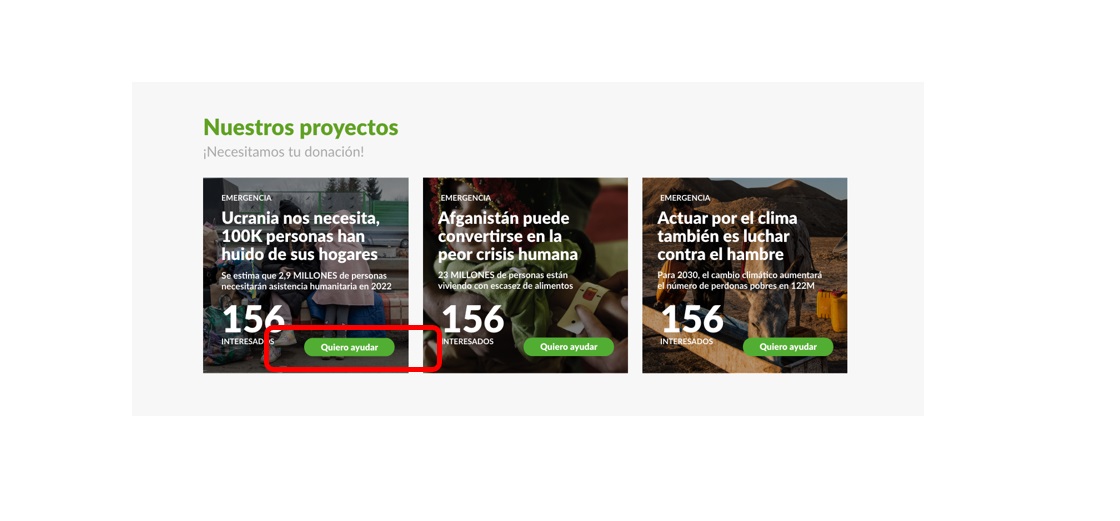 Nuestros proyectos
¡Necesitamos tu donación!
EMERGENCIA
Ucrania nos necesita,
100K personas han
huido de sus hogares
Se estima que 2,9 MILLONES de personas
necesitarán asistencia humanitaria en 2022
156
INTERESADOS
Quiero ayudar
EMERGENCIA
Afganistán puede
convertirse en la
peor crisis humana
23 MILLONES de personas están
viviendo con escasez de alimentos
156
INTERESADOS
Quiero ayudar
EMERGENCIA
Actuar por el clima
también es luchar
contra el hambre
Para 2030, el cambio climático aumentará
el número de perdonas pobres en 122M
156
INTERESADOS
Quiero ayudar